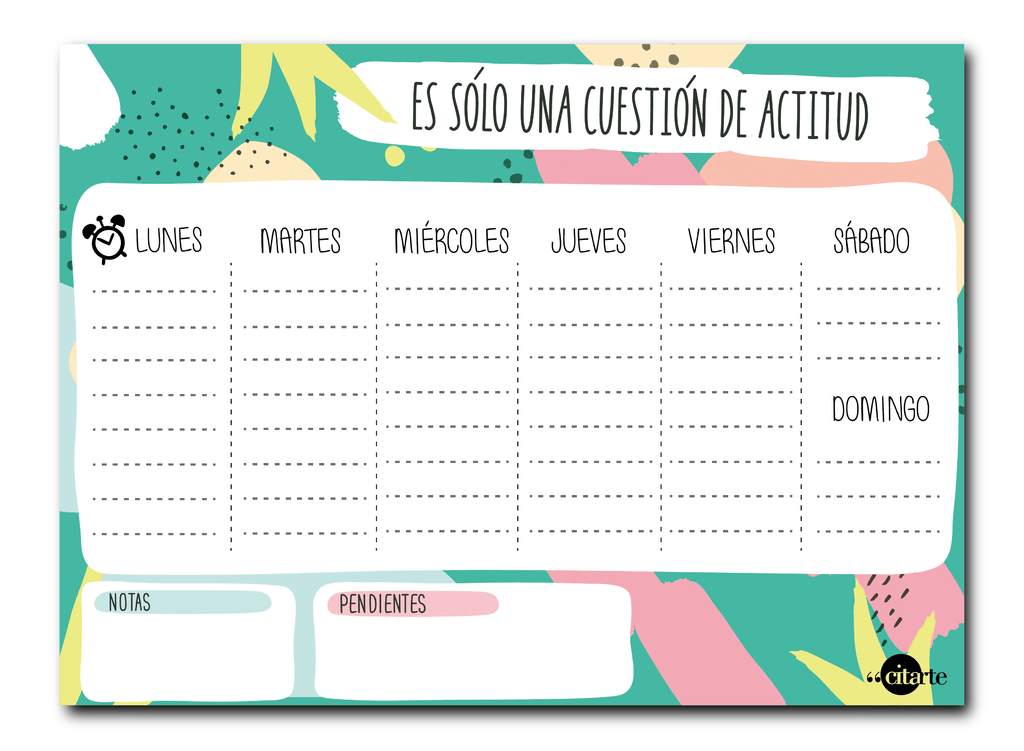 ES SÓLO UNA CUESTIÓN DE ACTITUD
LUNES MARTES MIÉRCOLES JUEVES VIERNES SÁBADO
DOMINGO
NOTAS PENDIENTES
“citarte